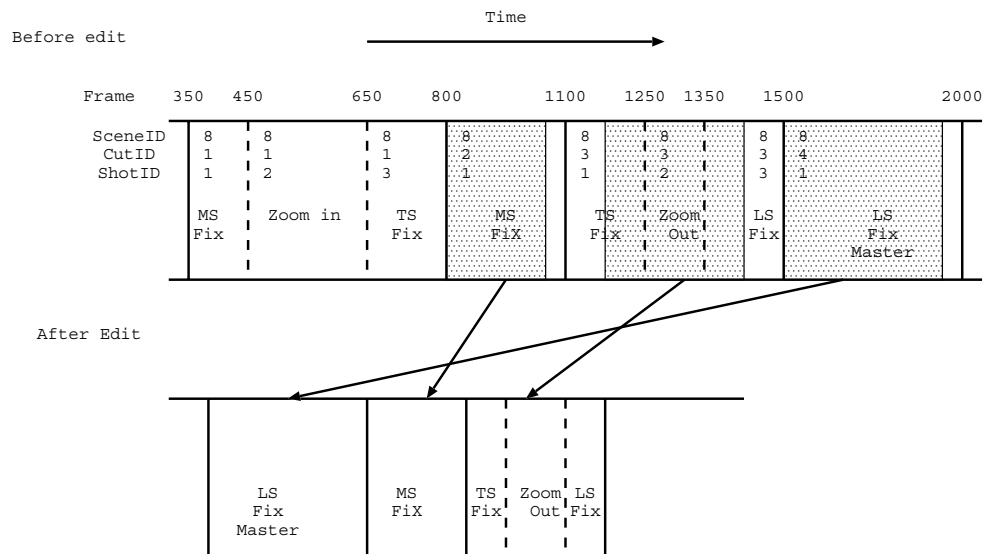 Time
Before edit
Frame 350 450 650 800 1100 1250 1350 1500 2000
SceneID 8 8 8 8 8 8 8 8
CutID 1 1 1 2 3 3 3 4
ShotID 1 2 3 1 1 2 3 1
MS Zoom in TS MS TS Zoom LS LS
Fix Fix FiX Fix Out Fix Fix
Master
After Edit
LS MS TS Zoom LS
Fix FiX Fix Out Fix
Master